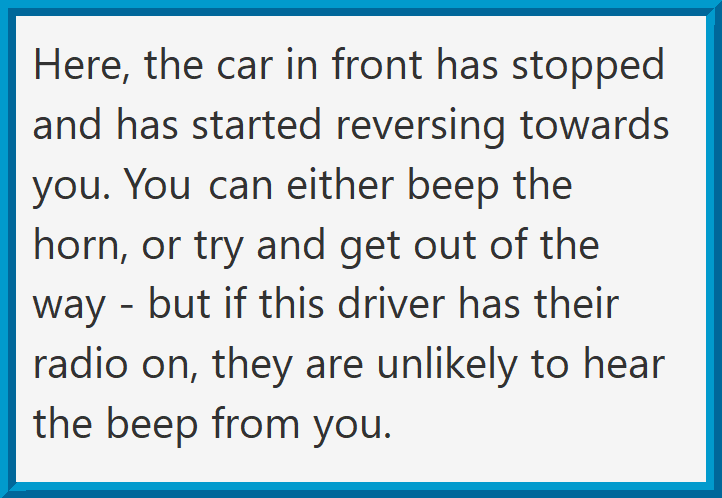 Here, the car in front has stopped
and has started reversing towards
you. You can either beep the
horn, or try and get out of the
way - but if this driver has their
radio on, they are unlikely to hear
the beep from you.